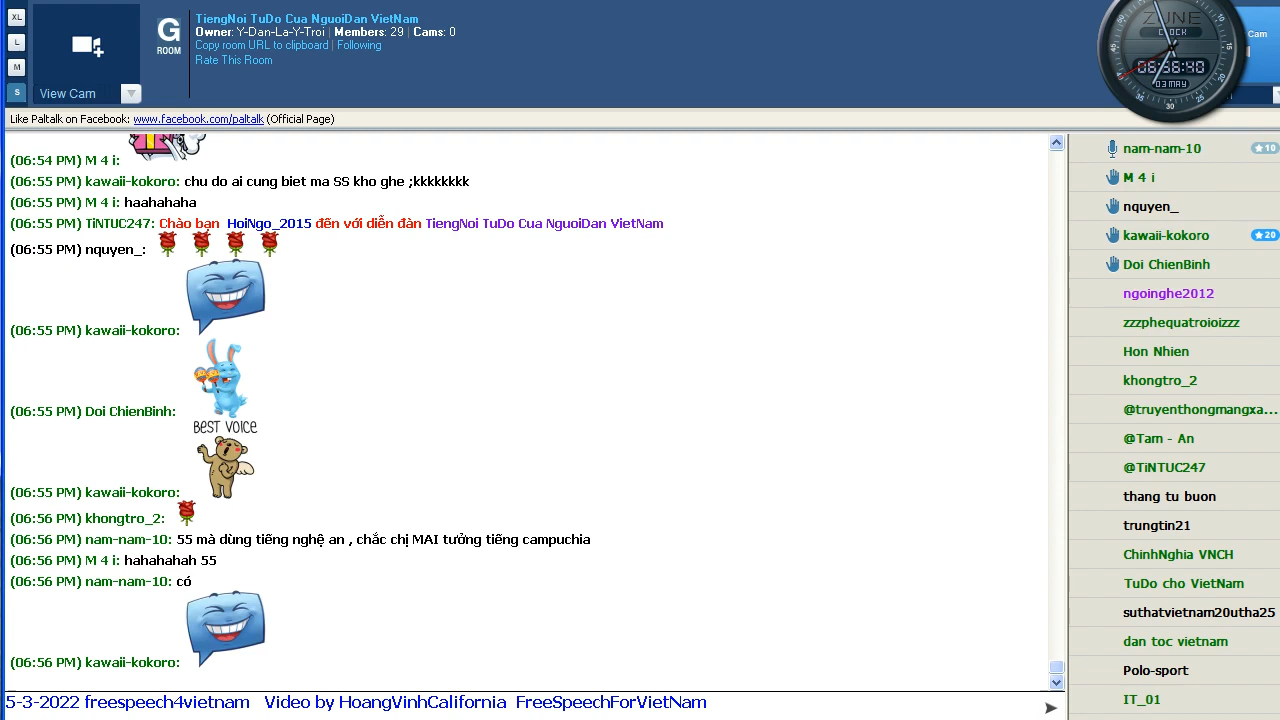 XL
L
M
S
View Cam
G
ROOM
TiengNoi TuDo Cua NguoiDan VietNam
Owner: Y-Dan-La-Y-Troi | Members: 29 | Cams: 0
Copy room URL to clipboard | Following
Rate This Room
ZUNE
CLOCK
06:56:40
03 MAY
Cam
Like Paltalk on Facebook: www.facebook.com/paltalk (Official Page)
(06:54 PM) M 4 i:
(06:55 PM) kawaii-kokoro: chu do ai cung biet ma SS kho ghe ;kkkkkkkk
(06:55 PM) M 4 i: haahahaha
(06:55 PM) TiNTUC247: Chào bạn HoiNgo_2015 đến với diễn đàn TiengNoi TuDo Cua NguoiDan VietNam
(06:55 PM) nquyen_:
(06:55 PM) kawaii-kokoro:
(06:55 PM) Doi ChienBinh:
BEST VOICE
(06:55 PM) kawaii-kokoro:
(06:56 PM) khongtro_2:
(06:56 PM) nam-nam-10: 55 mà dùng tiếng nghệ an , chắc chị MAI tưởng tiếng campuchia
(06:56 PM) M 4 i: hahahahah 55
(06:56 PM) nam-nam-10: có
(06:56 PM) kawaii-kokoro:
nam-nam-10 10
M 4 i
nquyen_
kawaii-kokoro 20
Doi ChienBinh
ngoinghe2012
zzzphequatroioizzz
Hon Nhien
khongtro_2
@truyenthongmangxa...
@Tam - An
@TiNTUC247
thang tu buon
trungtin21
ChinhNghia VNCH
TuDo cho VietNam
suthatvietnam20utha25
dan toc vietnam
Polo-sport
IT_01
5-3-2022 freespeech4vietnam Video by HoangVinhCalifornia FreeSpeechForVietNam